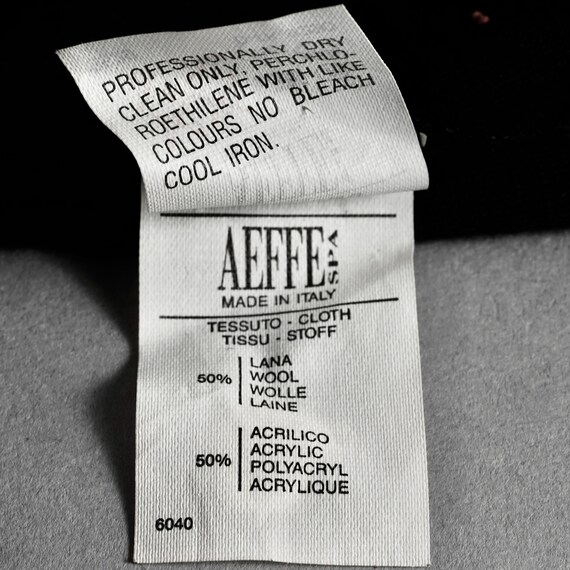 PROFESSIONALLY DRY
CLEAN ONLY, PERCHLO-
ROETHILENE WITH LIKE
COLOURS NO BLEACH
COOL IRON.
AEFFE SPA
MADE IN ITALY
TESSUTO - CLOTH
TISSU - STOFF
50%
LANA
WOOL
WOLLE
LAINE
50%
ACRILICO
ACRYLIC
POLYACRYL
ACRYLIQUE
6040